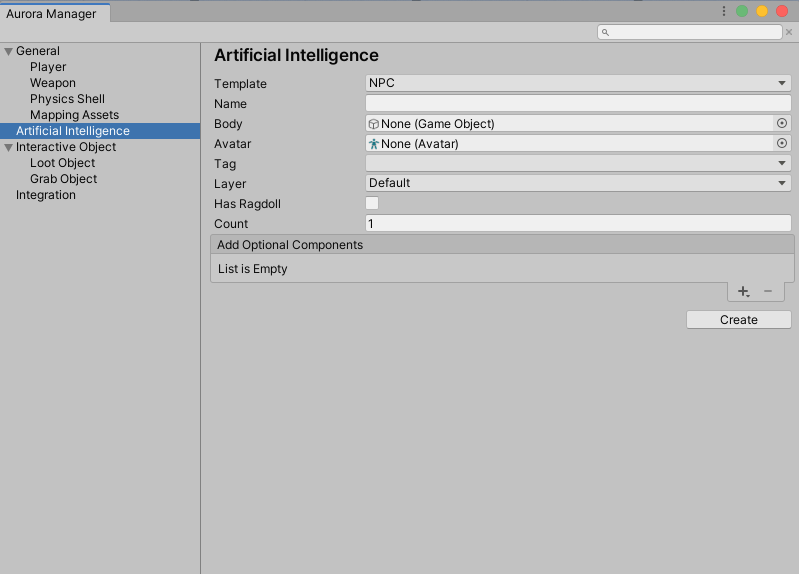 Aurora Manager
General
Player
Weapon
Physics Shell
Mapping Assets
Artificial Intelligence
Interactive Object
Loot Object
Grab Object
Integration
Artificial Intelligence
Template NPC
Name
Body None (Game Object)
Avatar None (Avatar)
Tag
Layer Default
Has Ragdoll
Count 1
Add Optional Components
List is Empty
Create